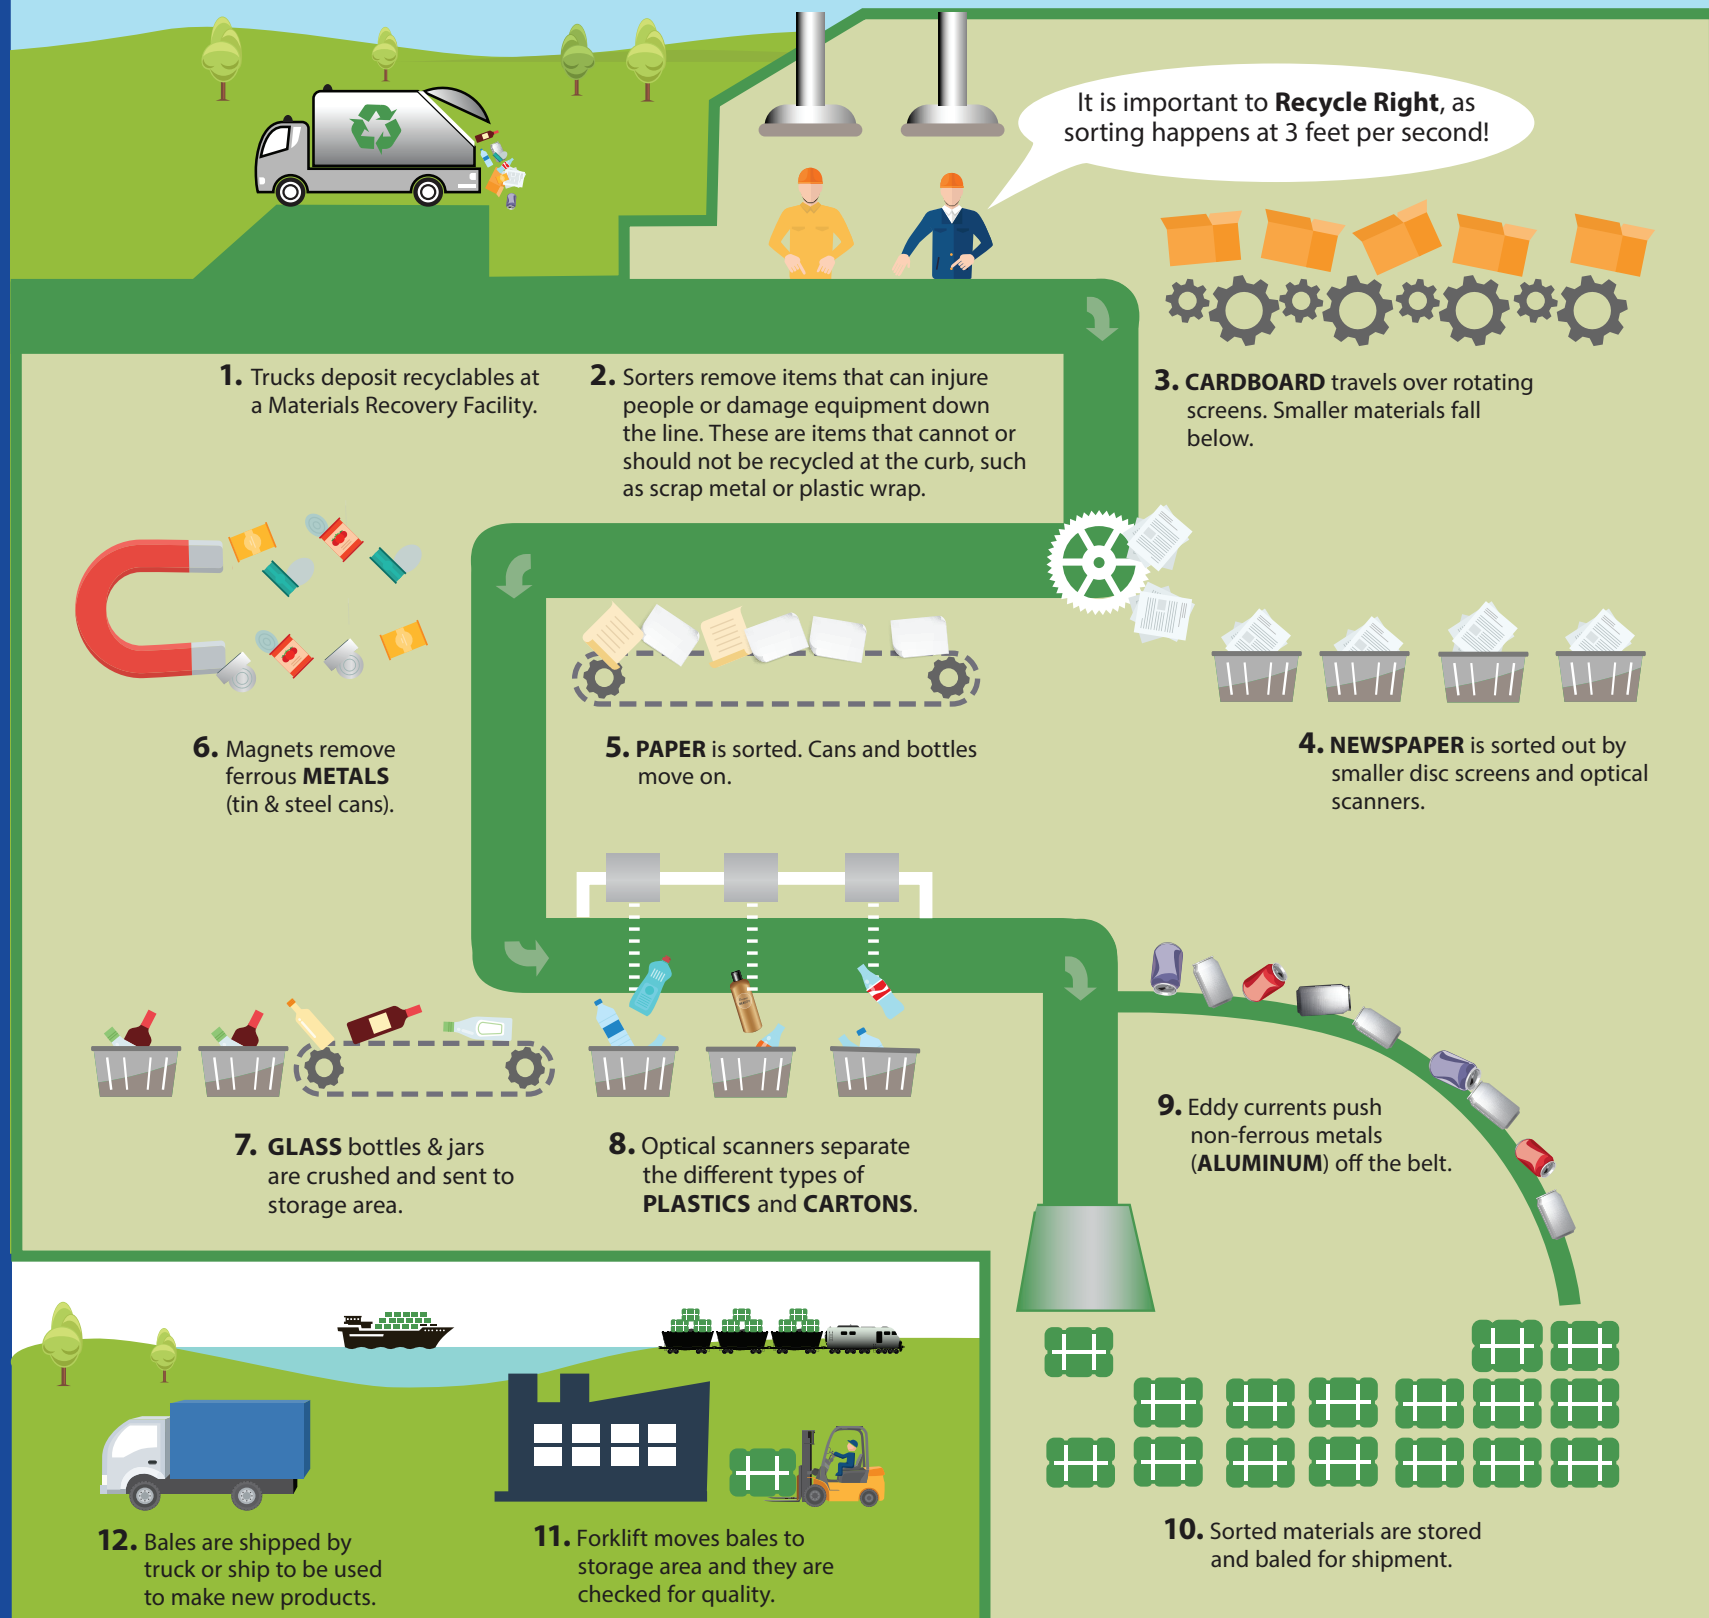 It is important to Recycle Right, as
sorting happens at 3 feet per second!
1. Trucks deposit recyclables at
a Materials Recovery Facility.
2. Sorters remove items that can injure
people or damage equipment down
the line. These are items that cannot or
should not be recycled at the curb, such
as scrap metal or plastic wrap.
3. CARDBOARD travels over rotating
screens. Smaller materials fall
below.
4. NEWSPAPER is sorted out by
smaller disc screens and optical
scanners.
5. PAPER is sorted. Cans and bottles
move on.
6. Magnets remove
ferrous METALS
(tin & steel cans).
7. GLASS bottles & jars
are crushed and sent to
storage area.
8. Optical scanners separate
the different types of
PLASTICS and CARTONS.
9. Eddy currents push
non-ferrous metals
(ALUMINUM) off the belt.
10. Sorted materials are stored
and baled for shipment.
11. Forklift moves bales to
storage area and they are
checked for quality.
12. Bales are shipped by
truck or ship to be used
to make new products.